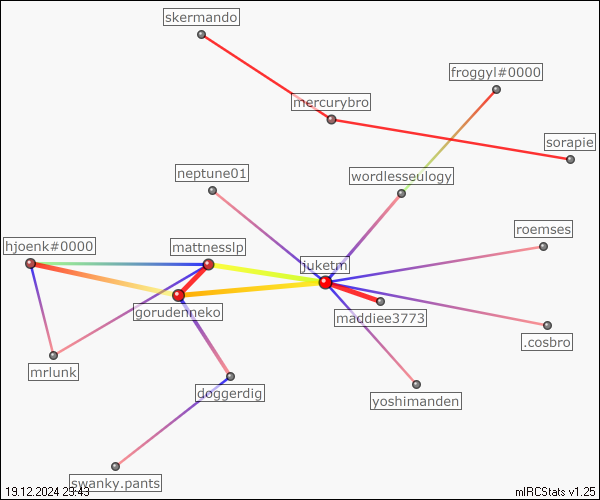 skermando
froggyl#0000
mercurybro
sorapie
neptune01
wordlesseulogy
roemses
hjoenk#0000
mattnesslp
juketm
gorudenneko
maddiee3773
.cosbro
mrlunk
doggerdig
yoshimanden
swanky.pants
19.12.2024 23:43
mIRCStats v1.25